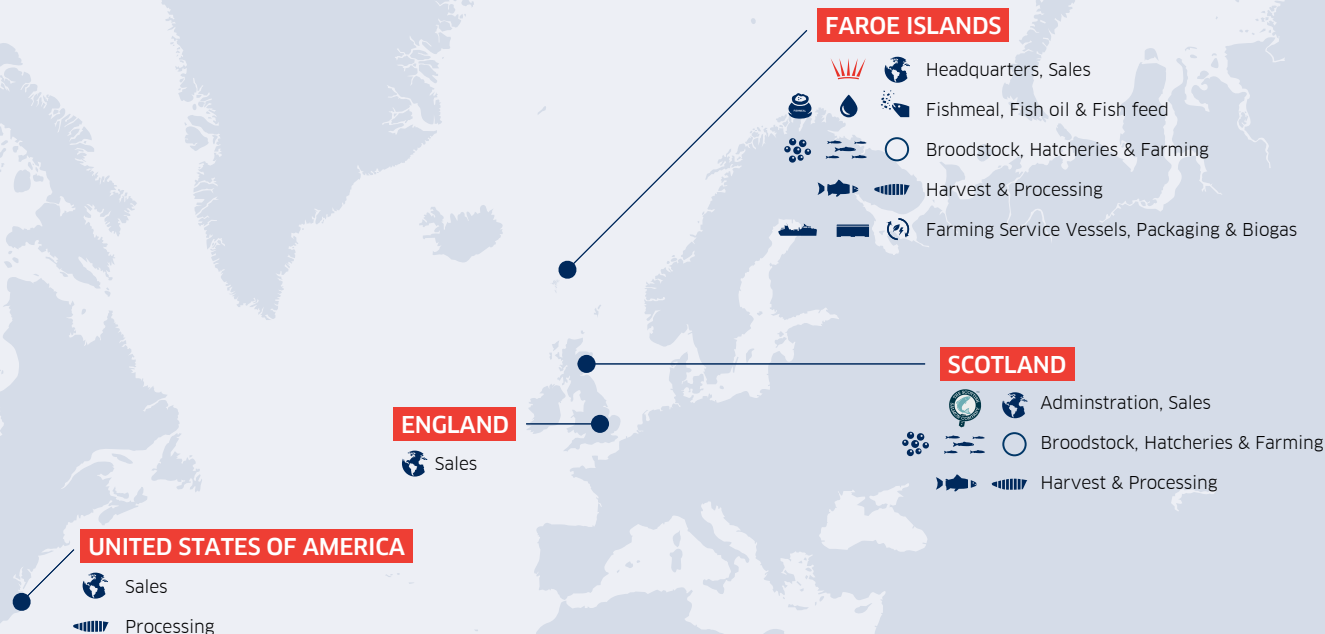 FAROE ISLANDS
Headquarters, Sales
Fishmeal, Fish oil & Fish feed
Broodstock, Hatcheries & Farming
Harvest & Processing
Farming Service Vessels, Packaging & Biogas
SCOTLAND
Adminstration, Sales
Broodstock, Hatcheries & Farming
Harvest & Processing
ENGLAND
Sales
UNITED STATES OF AMERICA
Sales
Processing